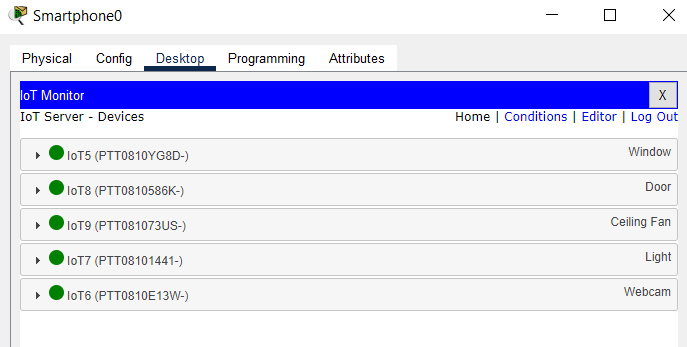 Smartphone0
Physical Config Desktop Programming Attributes
IoT Monitor X
IoT Server - Devices Home | Conditions | Editor | Log Out
IoT5 (PTT0810YG8D-) Window
IoT8 (PTT0810586K-) Door
IoT9 (PTT081073US-) Ceiling Fan
IoT7 (PTT08101441-) Light
IoT6 (PTT0810E13W-) Webcam